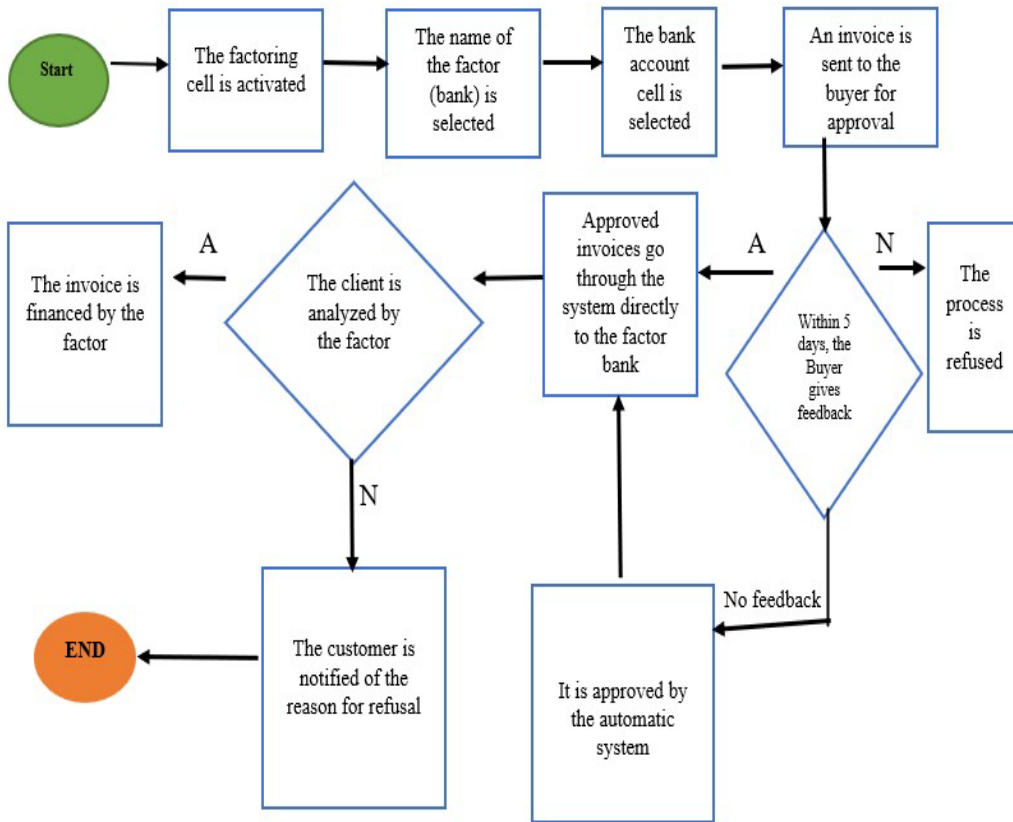 Start
The factoring
cell is activated
The name of
the factor
(bank) is
selected
The bank
account
cell is
selected
An invoice is
sent to the
buyer for
approval
A
The invoice is
financed by the
factor
The client is
analyzed by
the factor
Approved
invoices go
through the
system directly
to the factor
bank
A
N
Within 5
days, the
Buyer
gives
feedback
The
process
is
refused
N
No feedback
END
The customer is
notified of the
reason for refusal
It is approved by
the automatic
system